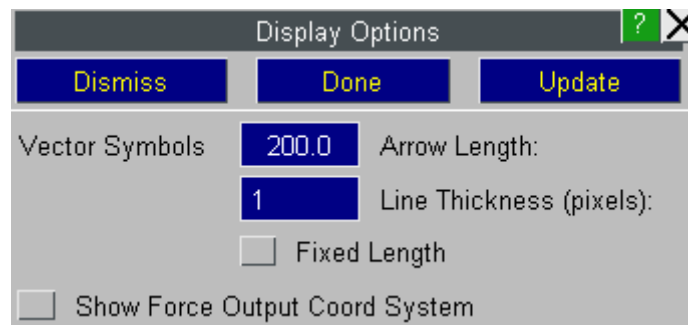 Display Options ? X
Dismiss Done Update
Vector Symbols 200.0 Arrow Length:
1 Line Thickness (pixels):
Fixed Length
Show Force Output Coord System